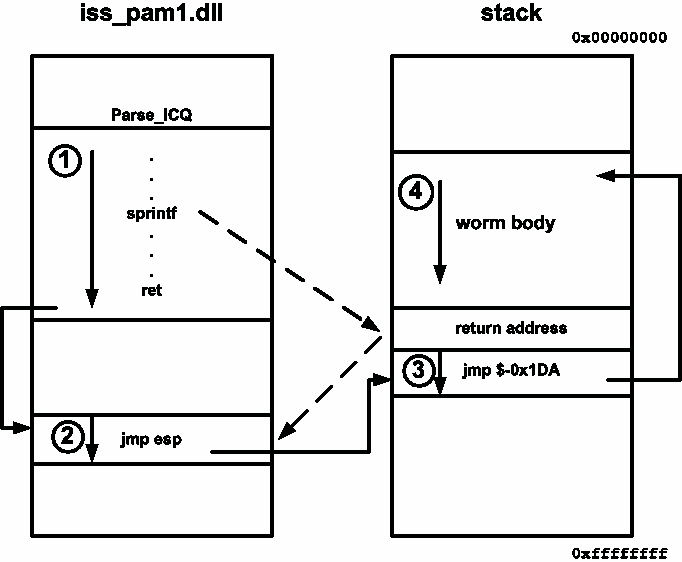 iss_pam1.dll
stack
0x00000000
Parse_ICQ
1
.
.
.
sprintf
.
.
.
ret
2
jmp esp
4
worm body
return address
3
jmp $-0x1DA
0xffffffff